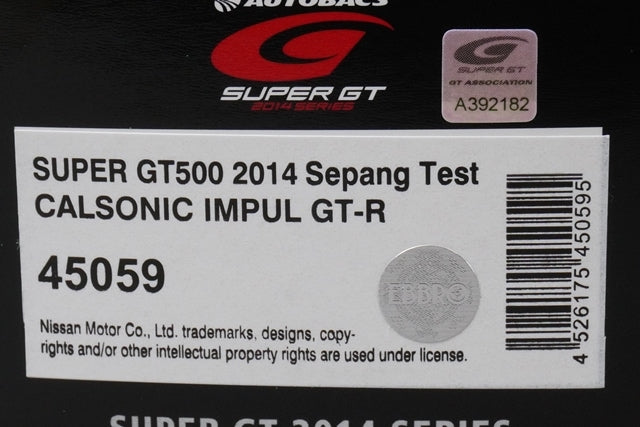 AUTOBACS
SUPER GT
2014 SERIES
SUPER GT
GT ASSOCIATION
A392182
SUPER GT500 2014 Sepang Test
CALSONIC IMPUL GT-R
45059
EBBRO
Nissan Motor Co., Ltd. trademarks, designs, copy-
rights and/or other intellectual property rights are used under license.
4 526175 450595
SUPER GT 2014 SERIES